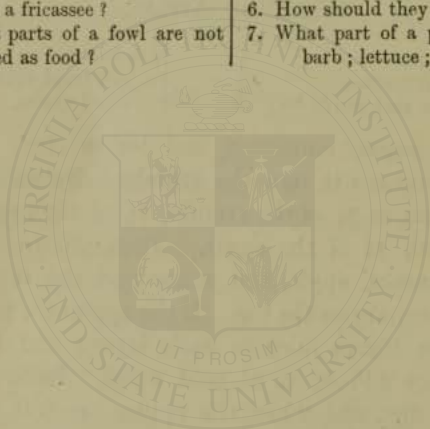 a fricassee ?
parts of a fowl are not
ed as food ?
6. How should they
7. What part of a
barb ; lettuce ;
VIRGINIA POLYTECHNIC INSTITUTE
AND STATE UNIVERSITY
UT PROSIM